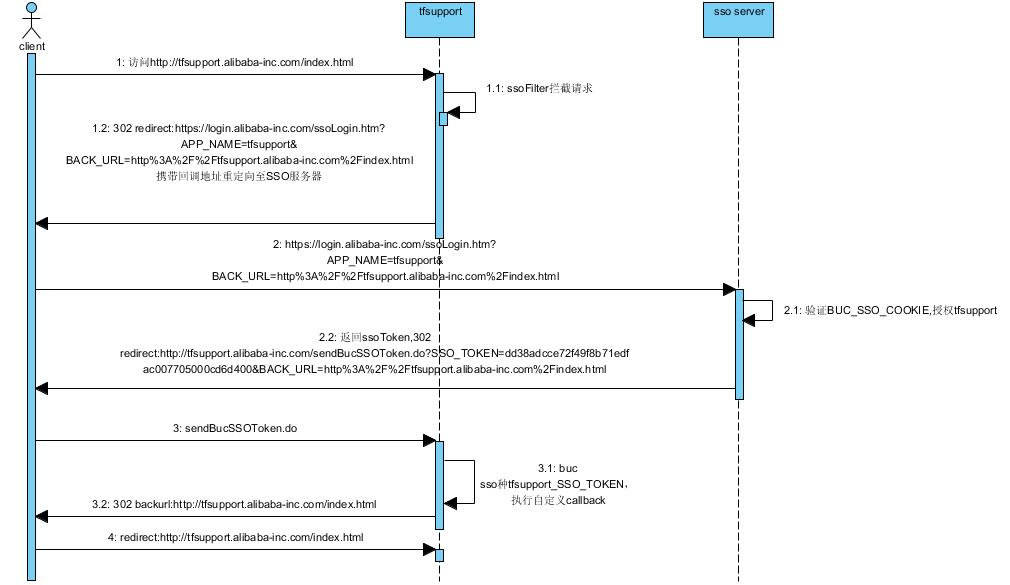 tfsupport
sso server
client
1: 访问http://tfsupport.alibaba-inc.com/index.html
1.1: ssoFilter拦截请求
1.2: 302 redirect:https://login.alibaba-inc.com/ssoLogin.htm?
APP_NAME=tfsupport&
BACK_URL=http%3A%2F%2Ftfsupport.alibaba-inc.com%2Findex.html
携带回调地址重定向至SSO服务器
2: https://login.alibaba-inc.com/ssoLogin.htm?
APP_NAME=tfsupport&
BACK_URL=http%3A%2F%2Ftfsupport.alibaba-inc.com%2Findex.html
2.1: 验证BUC_SSO_COOKIE,授权tfsupport
2.2: 返回ssoToken,302
redirect:http://tfsupport.alibaba-inc.com/sendBucSSOToken.do?SSO_TOKEN=dd38adcce72f49f8b71edf
ac007705000cd6d400&BACK_URL=http%3A%2F%2Ftfsupport.alibaba-inc.com%2Findex.html
3: sendBucSSOToken.do
3.1: buc
sso种tfsupport_SSO_TOKEN，
执行自定义callback
3.2: 302 backurl:http://tfsupport.alibaba-inc.com/index.html
4: redirect:http://tfsupport.alibaba-inc.com/index.html